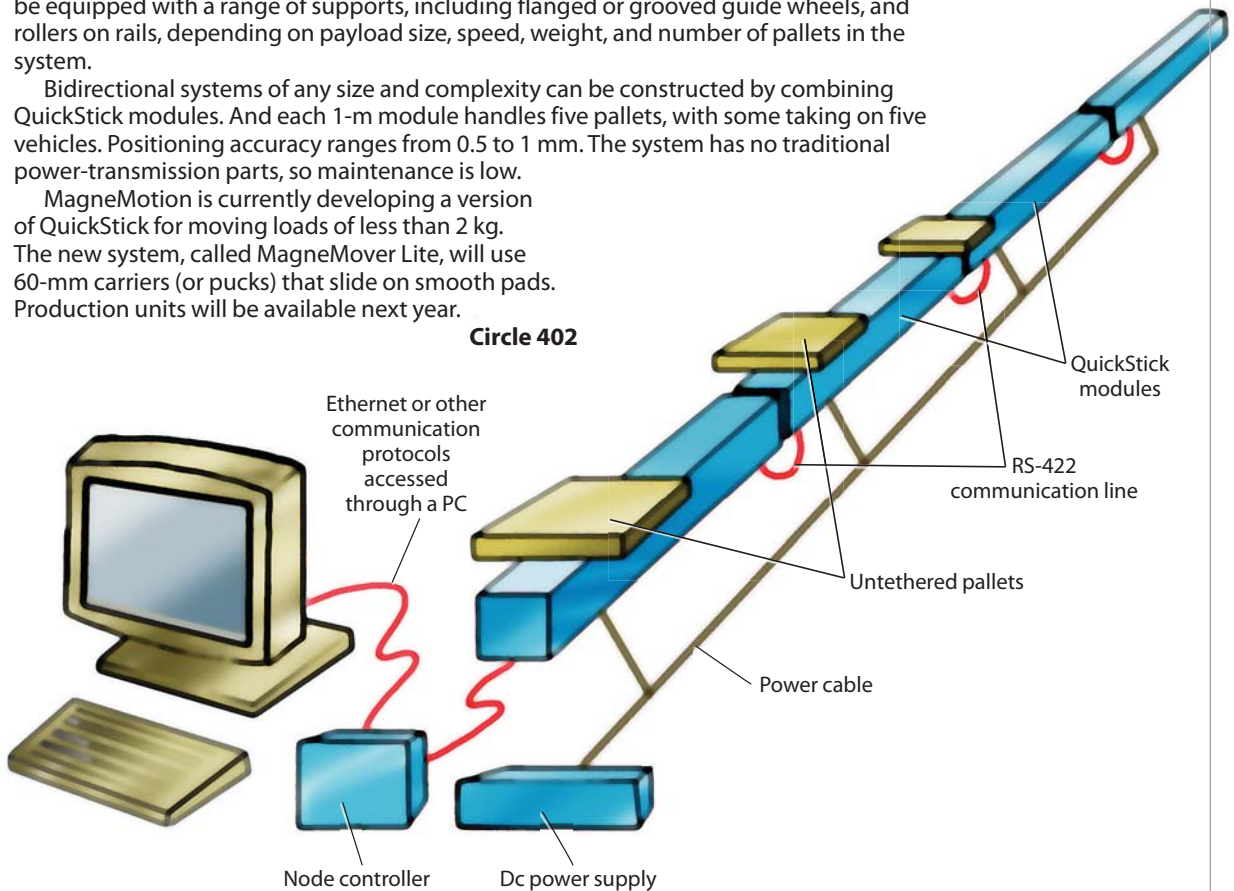 be equipped with a range of supports, including flanged or grooved guide wheels, and
rollers on rails, depending on payload size, speed, weight, and number of pallets in the
system.
Bidirectional systems of any size and complexity can be constructed by combining
QuickStick modules. And each 1-m module handles five pallets, with some taking on five
vehicles. Positioning accuracy ranges from 0.5 to 1 mm. The system has no traditional
power-transmission parts, so maintenance is low.
MagneMotion is currently developing a version
of QuickStick for moving loads of less than 2 kg.
The new system, called MagneMover Lite, will use
60-mm carriers (or pucks) that slide on smooth pads.
Production units will be available next year.
Circle 402
Ethernet or other
communication
protocols
accessed
through a PC
QuickStick
modules
RS-422
communication line
Untethered pallets
Power cable
Node controller
Dc power supply